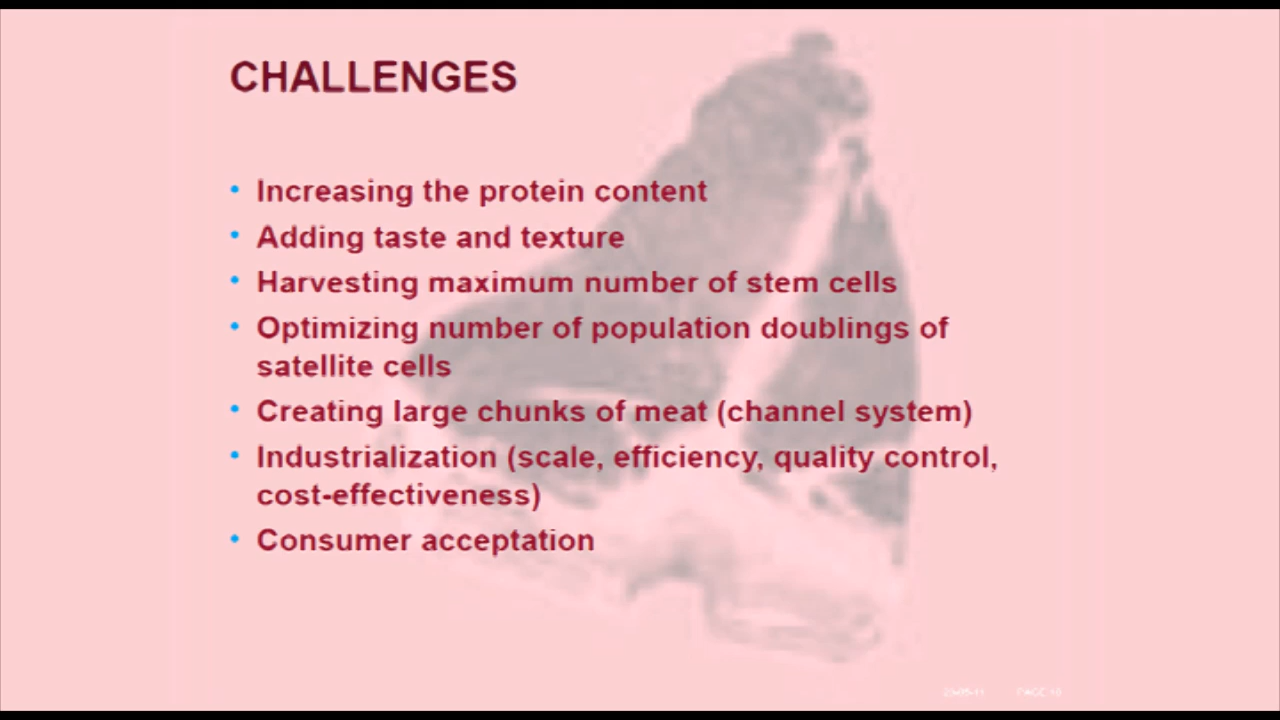 CHALLENGES
• Increasing the protein content
• Adding taste and texture
• Harvesting maximum number of stem cells
• Optimizing number of population doublings of
satellite cells
• Creating large chunks of meat (channel system)
• Industrialization (scale, efficiency, quality control,
cost-effectiveness)
• Consumer acceptation